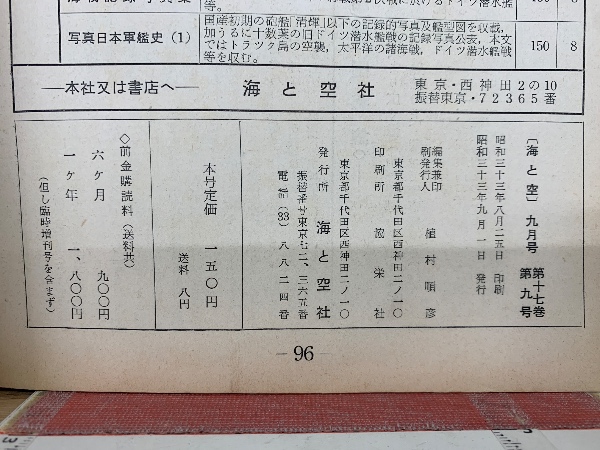 等。
写真日本軍艦史(1)
国産初期の砲艦「清輝」以下の記録的写真及艦型図を収載,
加うるに十数葉の旧ドイツ潜水艦戦の記録写真公表,本文
ではトラツク島の空襲,太平洋の諸海戦,ドイツ潜水艦戦
等を収む。
150
8
―本社又は書店へ―
海と空社
東京・西神田2の10
振替東京・72365番
〔海と空〕九月号 第十七巻 第九号
昭和三十三年八月二五日 印刷
昭和三十三年九月一日 発行
編集兼印刷発行人 植村順彦
東京都千代田区西神田二ノ一〇
印刷所 栄社
東京都千代田区西神田二ノ一〇
発行所 海と空社
振替番サ東京七二、三六五番
電話(33)八八二四番
本号定価 一五〇円
送料 八円
◇前金購読料(送料共)
六ケ月 九〇〇円
一ケ年 一、八〇〇円
(但し臨時増刊号を含まず)
-96-